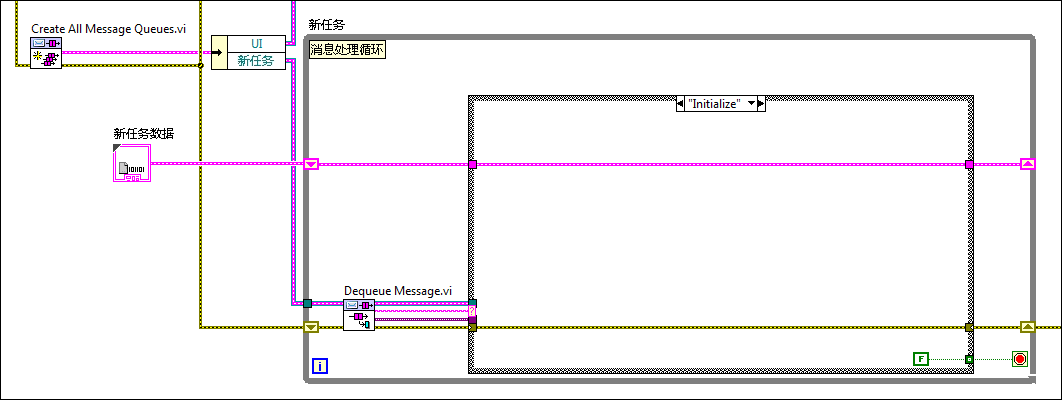 新任务
Create All Message Queues.vi
UI
新任务
消息处理循环
"Initialize"
新任务数据
Dequeue Message.vi
?
F
i